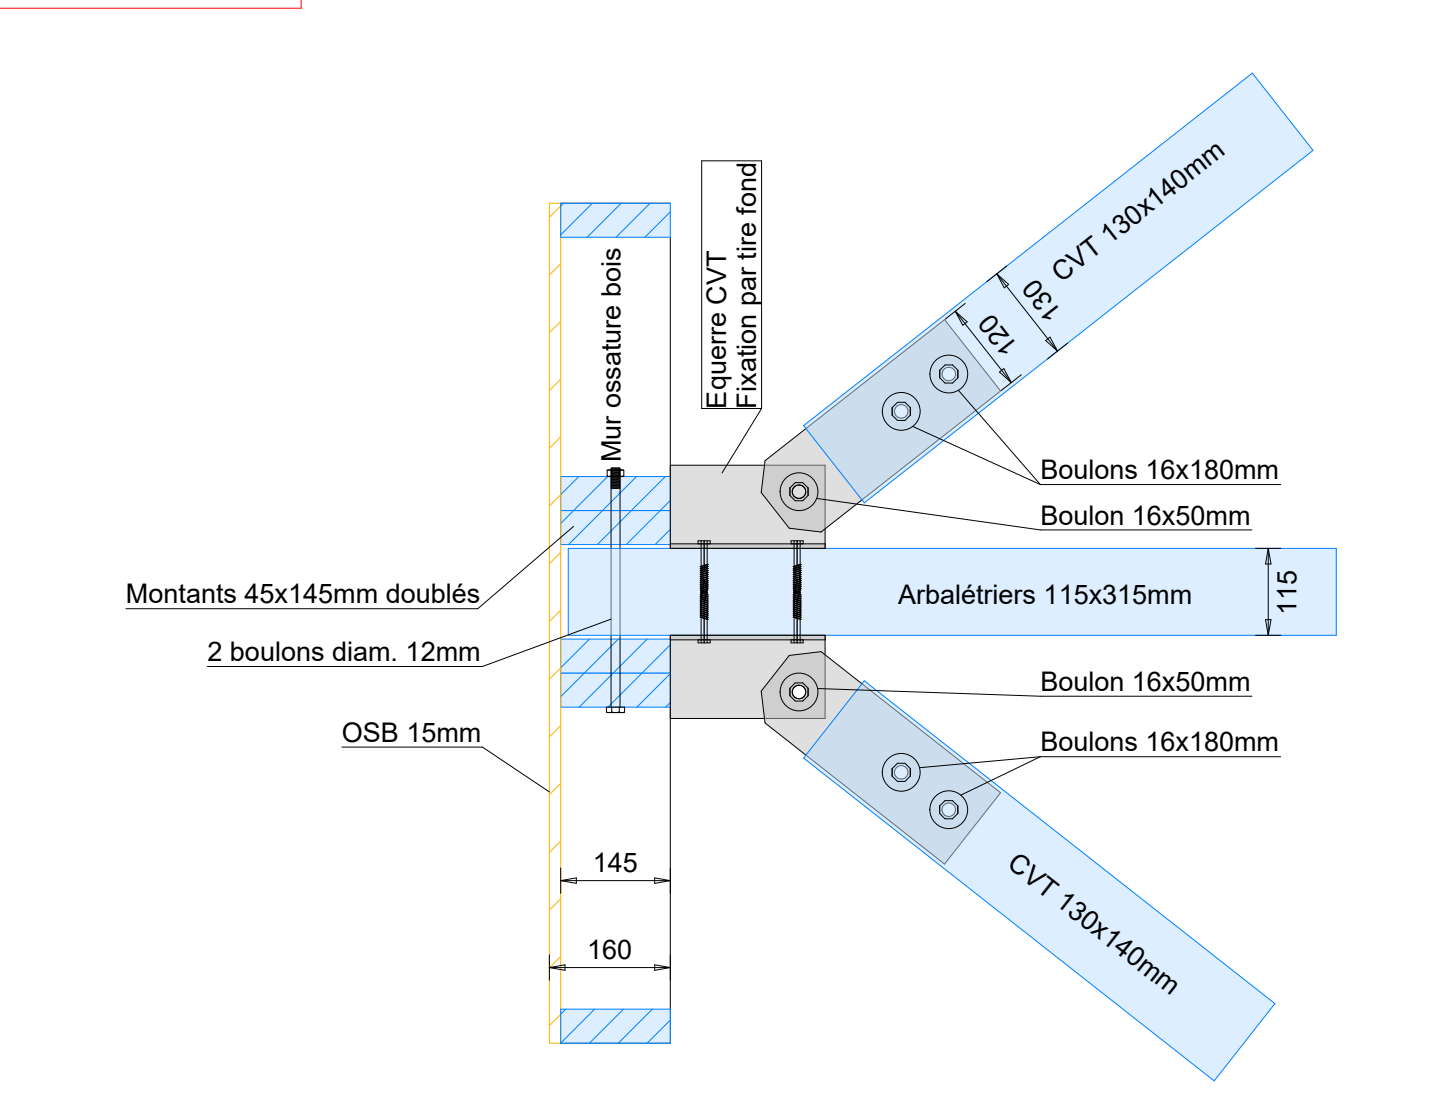 CVT 130x140mm
130
120
Equerre CVT
Fixation par tire fond
Mur ossature bois
Boulons 16x180mm
Boulon 16x50mm
Montants 45x145mm doublés
Arbalétriers 115x315mm
115
2 boulons diam. 12mm
Boulon 16x50mm
OSB 15mm
Boulons 16x180mm
145
CVT 130x140mm
160